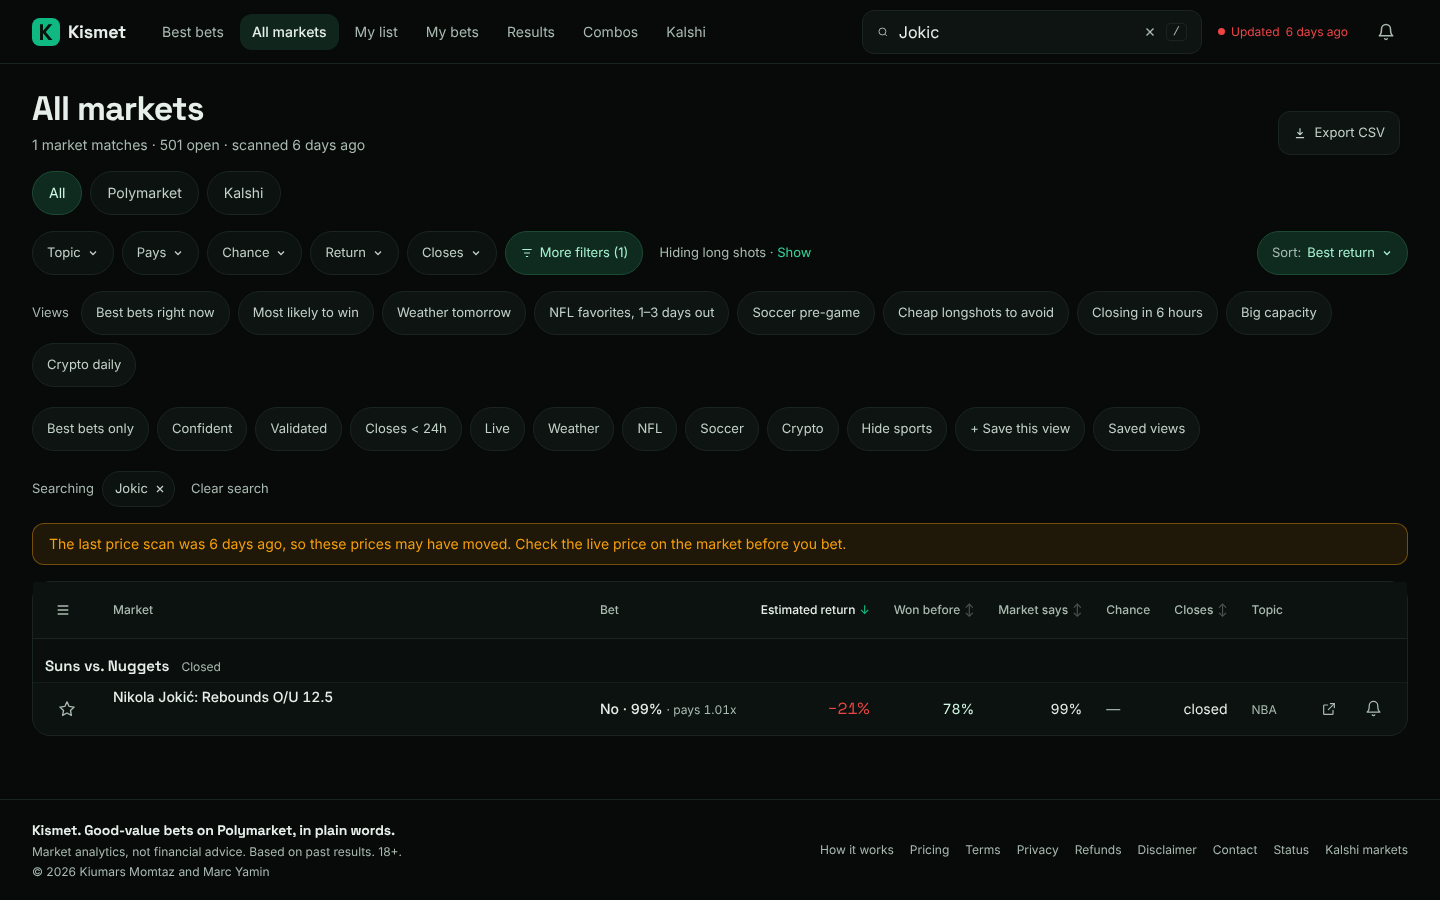 K Kismet Best bets All markets My list My bets Results Combos Kalshi Jokic × / Updated 6 days ago
All markets
1 market matches · 501 open · scanned 6 days ago
Export CSV
All Polymarket Kalshi
Topic Pays Chance Return Closes More filters (1) Hiding long shots · Show Sort: Best return
Views Best bets right now Most likely to win Weather tomorrow NFL favorites, 1–3 days out Soccer pre-game Cheap longshots to avoid Closing in 6 hours Big capacity
Crypto daily
Best bets only Confident Validated Closes < 24h Live Weather NFL Soccer Crypto Hide sports + Save this view Saved views
Searching Jokic × Clear search
The last price scan was 6 days ago, so these prices may have moved. Check the live price on the market before you bet.
Market Bet Estimated return ↓ Won before ↕ Market says ↕ Chance Closes ↕ Topic
Suns vs. Nuggets Closed
Nikola Jokić: Rebounds O/U 12.5
No · 99% · pays 1.01x −21% 78% 99% — closed NBA
Kismet. Good-value bets on Polymarket, in plain words.
Market analytics, not financial advice. Based on past results. 18+.
© 2026 Kiumars Momtaz and Marc Yamin
How it works Pricing Terms Privacy Refunds Disclaimer Contact Status Kalshi markets